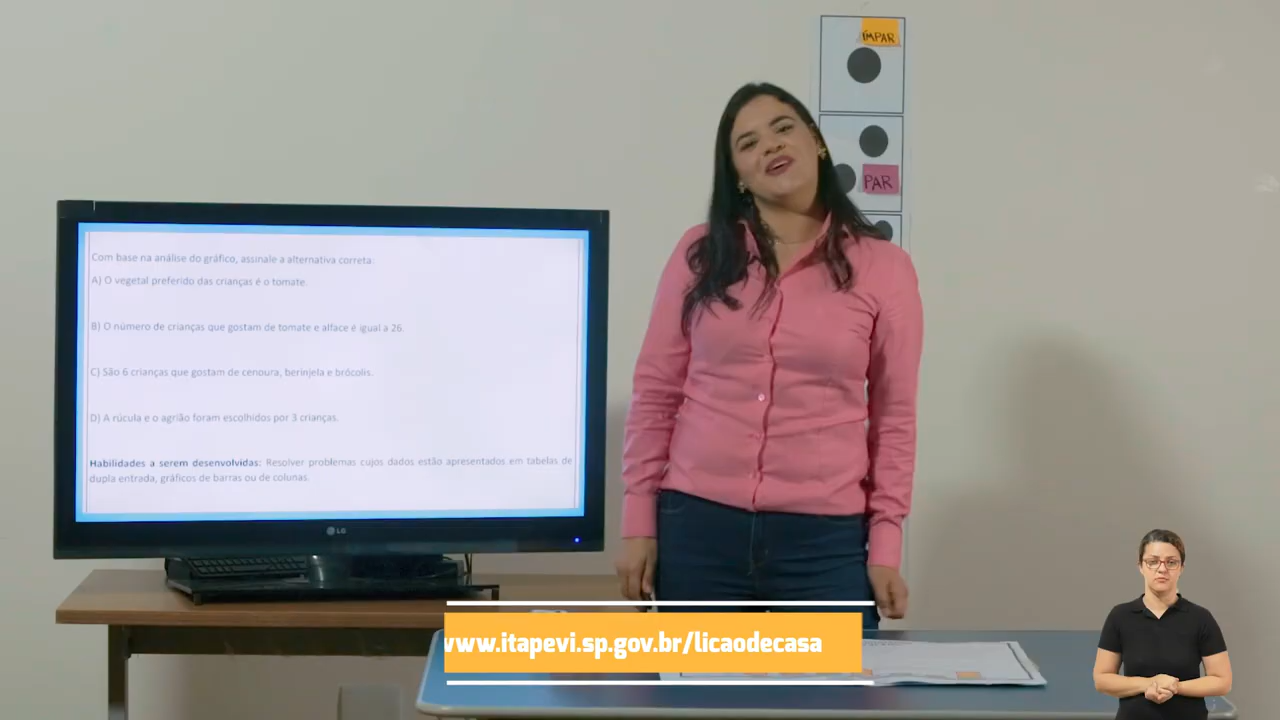 ÍMPAR
PAR
Com base na análise do gráfico, assinale a alternativa correta:
A) O vegetal preferido das crianças é o tomate.
B) O número de crianças que gostam de tomate e alface é igual a 26.
C) São 6 crianças que gostam de cenoura, berinjela e brócolis.
D) A rúcula e o agrião foram escolhidos por 3 crianças.
Habilidades a serem desenvolvidas: Resolver problemas cujos dados estão apresentados em tabelas de
dupla entrada, gráficos de barras ou de colunas.
LG
www.itapevi.sp.gov.br/licaodecasa